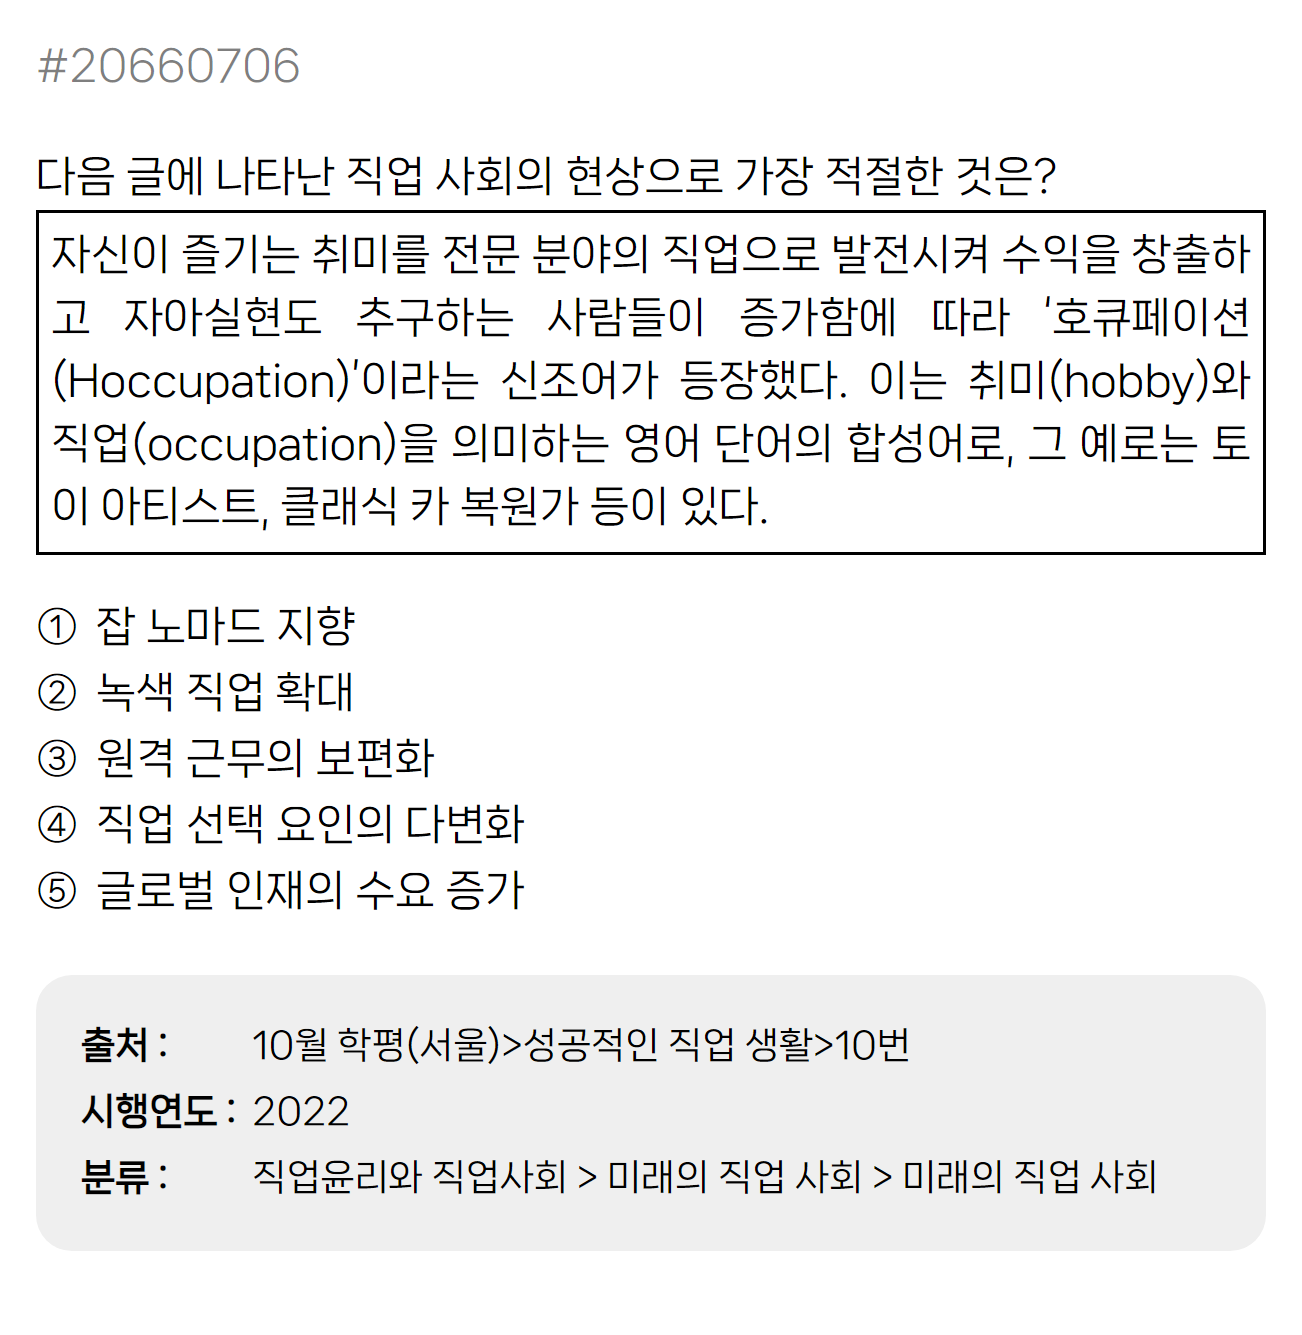 #20660706
다음 글에 나타난 직업 사회의 현상으로 가장 적절한 것은?
자신이 즐기는 취미를 전문 분야의 직업으로 발전시켜 수익을 창출하
고 자아실현도 추구하는 사람들이 증가함에 따라 '호큐페이션
(Hoccupation)'이라는 신조어가 등장했다. 이는 취미(hobby)와
직업(occupation)을 의미하는 영어 단어의 합성어로, 그 예로는 토
이 아티스트, 클래식 카 복원가 등이 있다.
① 잡 노마드 지향
② 녹색 직업 확대
③ 원격 근무의 보편화
④ 직업 선택 요인의 다변화
⑤ 글로벌 인재의 수요 증가
출처 : 10월 학평(서울)>성공적인 직업 생활>10번
시행연도 : 2022
분류 : 직업윤리와 직업사회 > 미래의 직업 사회 > 미래의 직업 사회